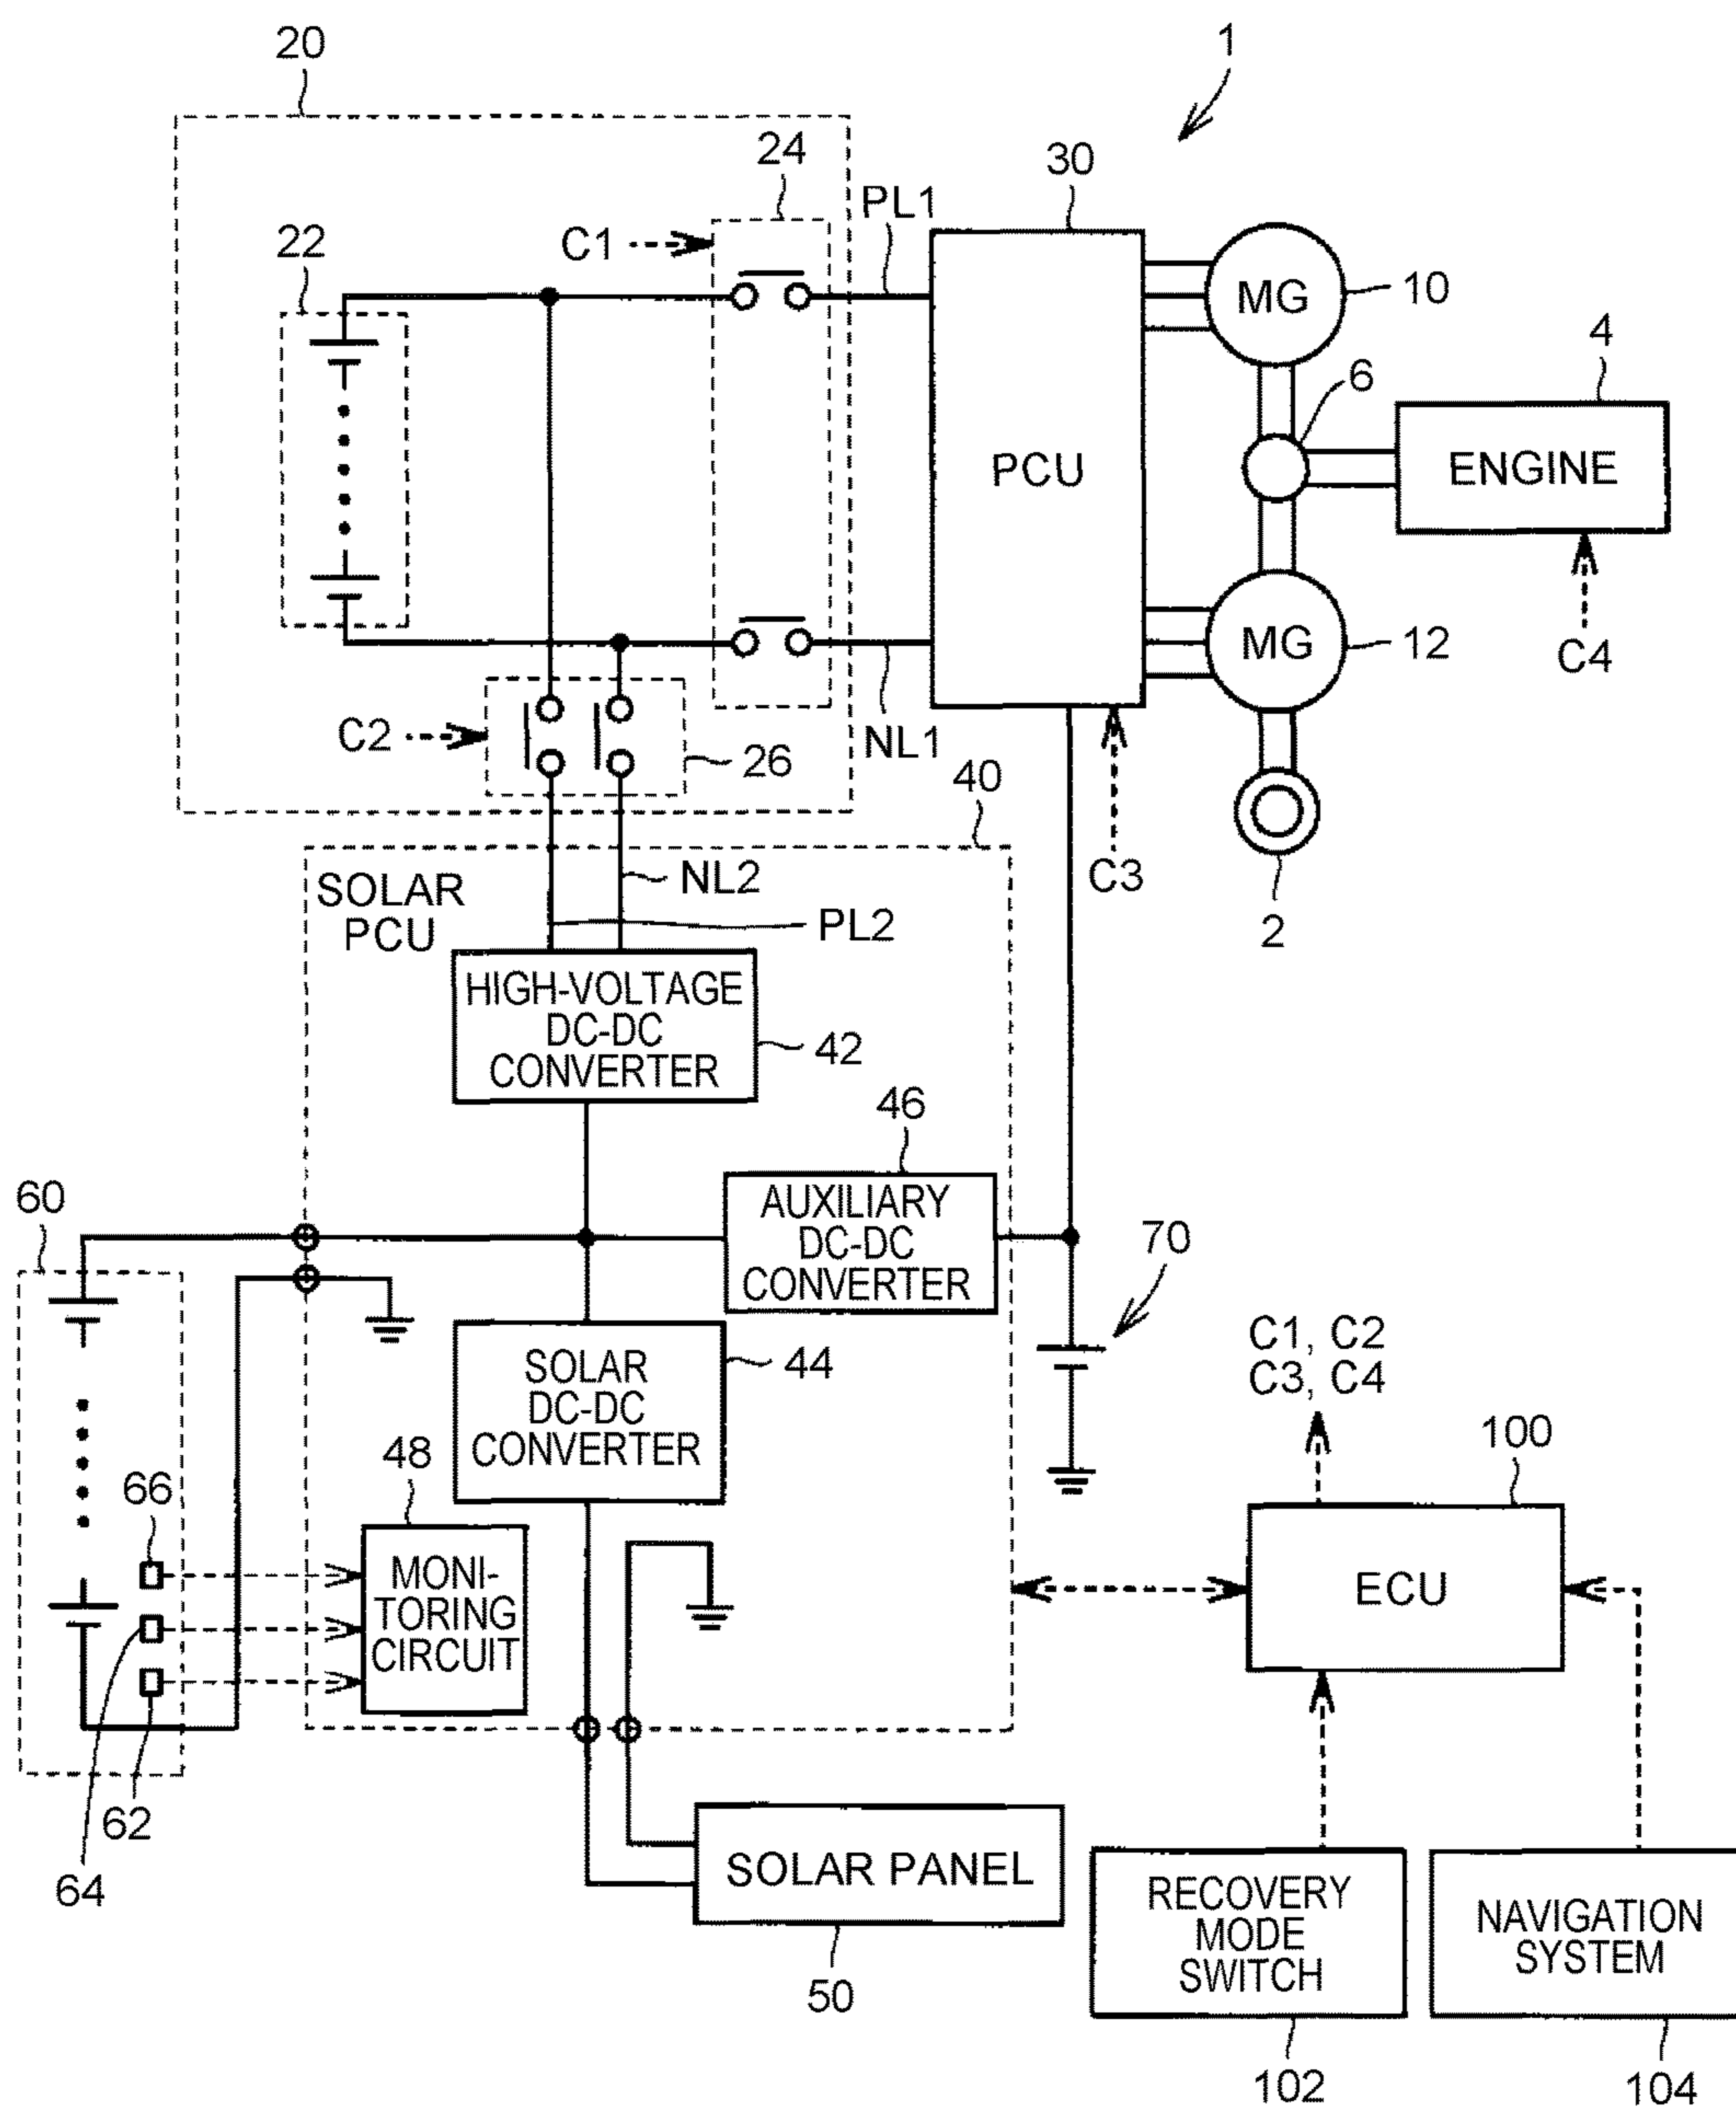 20
1
24
30
PL1
C1
22
MG
10
4
6
PCU
ENGINE
MG
12
C4
C2
NL1
26
40
C3
SOLAR
PCU
NL2
PL2
2
HIGH-VOLTAGE
DC-DC
CONVERTER
42
46
60
AUXILIARY
DC-DC
CONVERTER
70
C1, C2
C3, C4
SOLAR
DC-DC
CONVERTER
44
48
100
66
MONI-
TORING
CIRCUIT
ECU
62
64
SOLAR PANEL
50
RECOVERY
MODE
SWITCH
NAVIGATION
SYSTEM
102
104